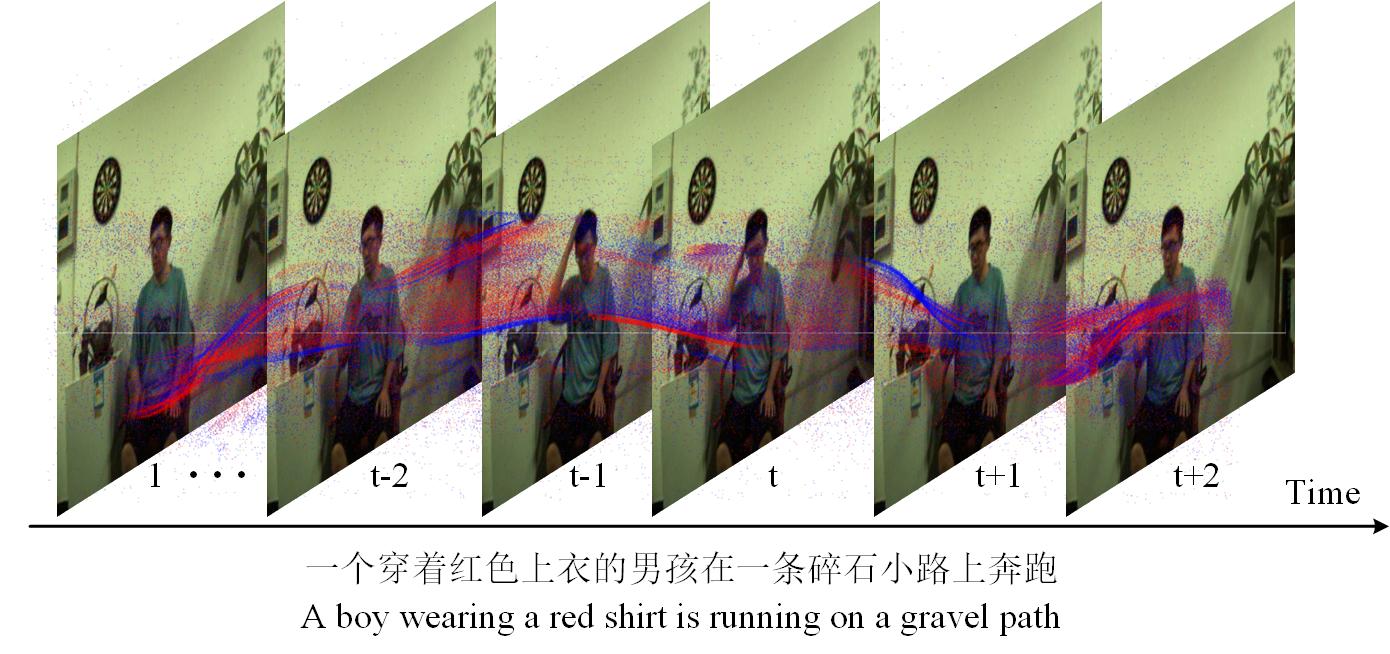 1 ··· t-2 t-1 t t+1 t+2
Time
一个穿着红色上衣的男孩在一条碎石小路上奔跑
A boy wearing a red shirt is running on a gravel path